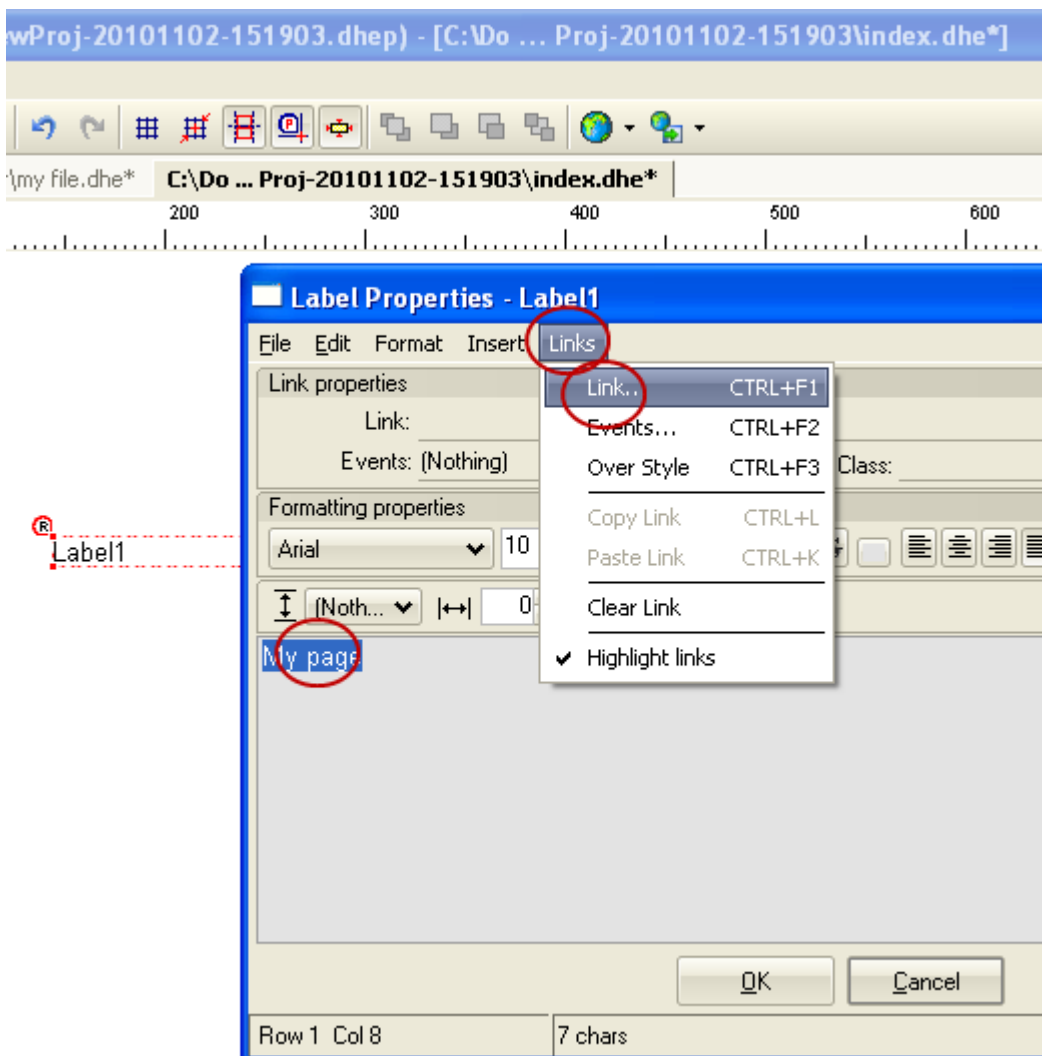 ewProj-20101102-151903.dhep) - [C:\Do ... Proj-20101102-151903\index.dhe*]
\my file.dhe* C:\Do ... Proj-20101102-151903\index.dhe*
200 300 400 500 600
Label Properties - Label1
File Edit Format Insert Links
Link properties
Link.. CTRL+F1
Link:
Events... CTRL+F2
Events: (Nothing)
Over Style CTRL+F3
Class:
Formatting properties
Copy Link CTRL+L
Arial 10
Paste Link CTRL+K
R
Label1
(Noth... 0
Clear Link
My page
Highlight links
OK Cancel
Row 1 Col 8 7 chars